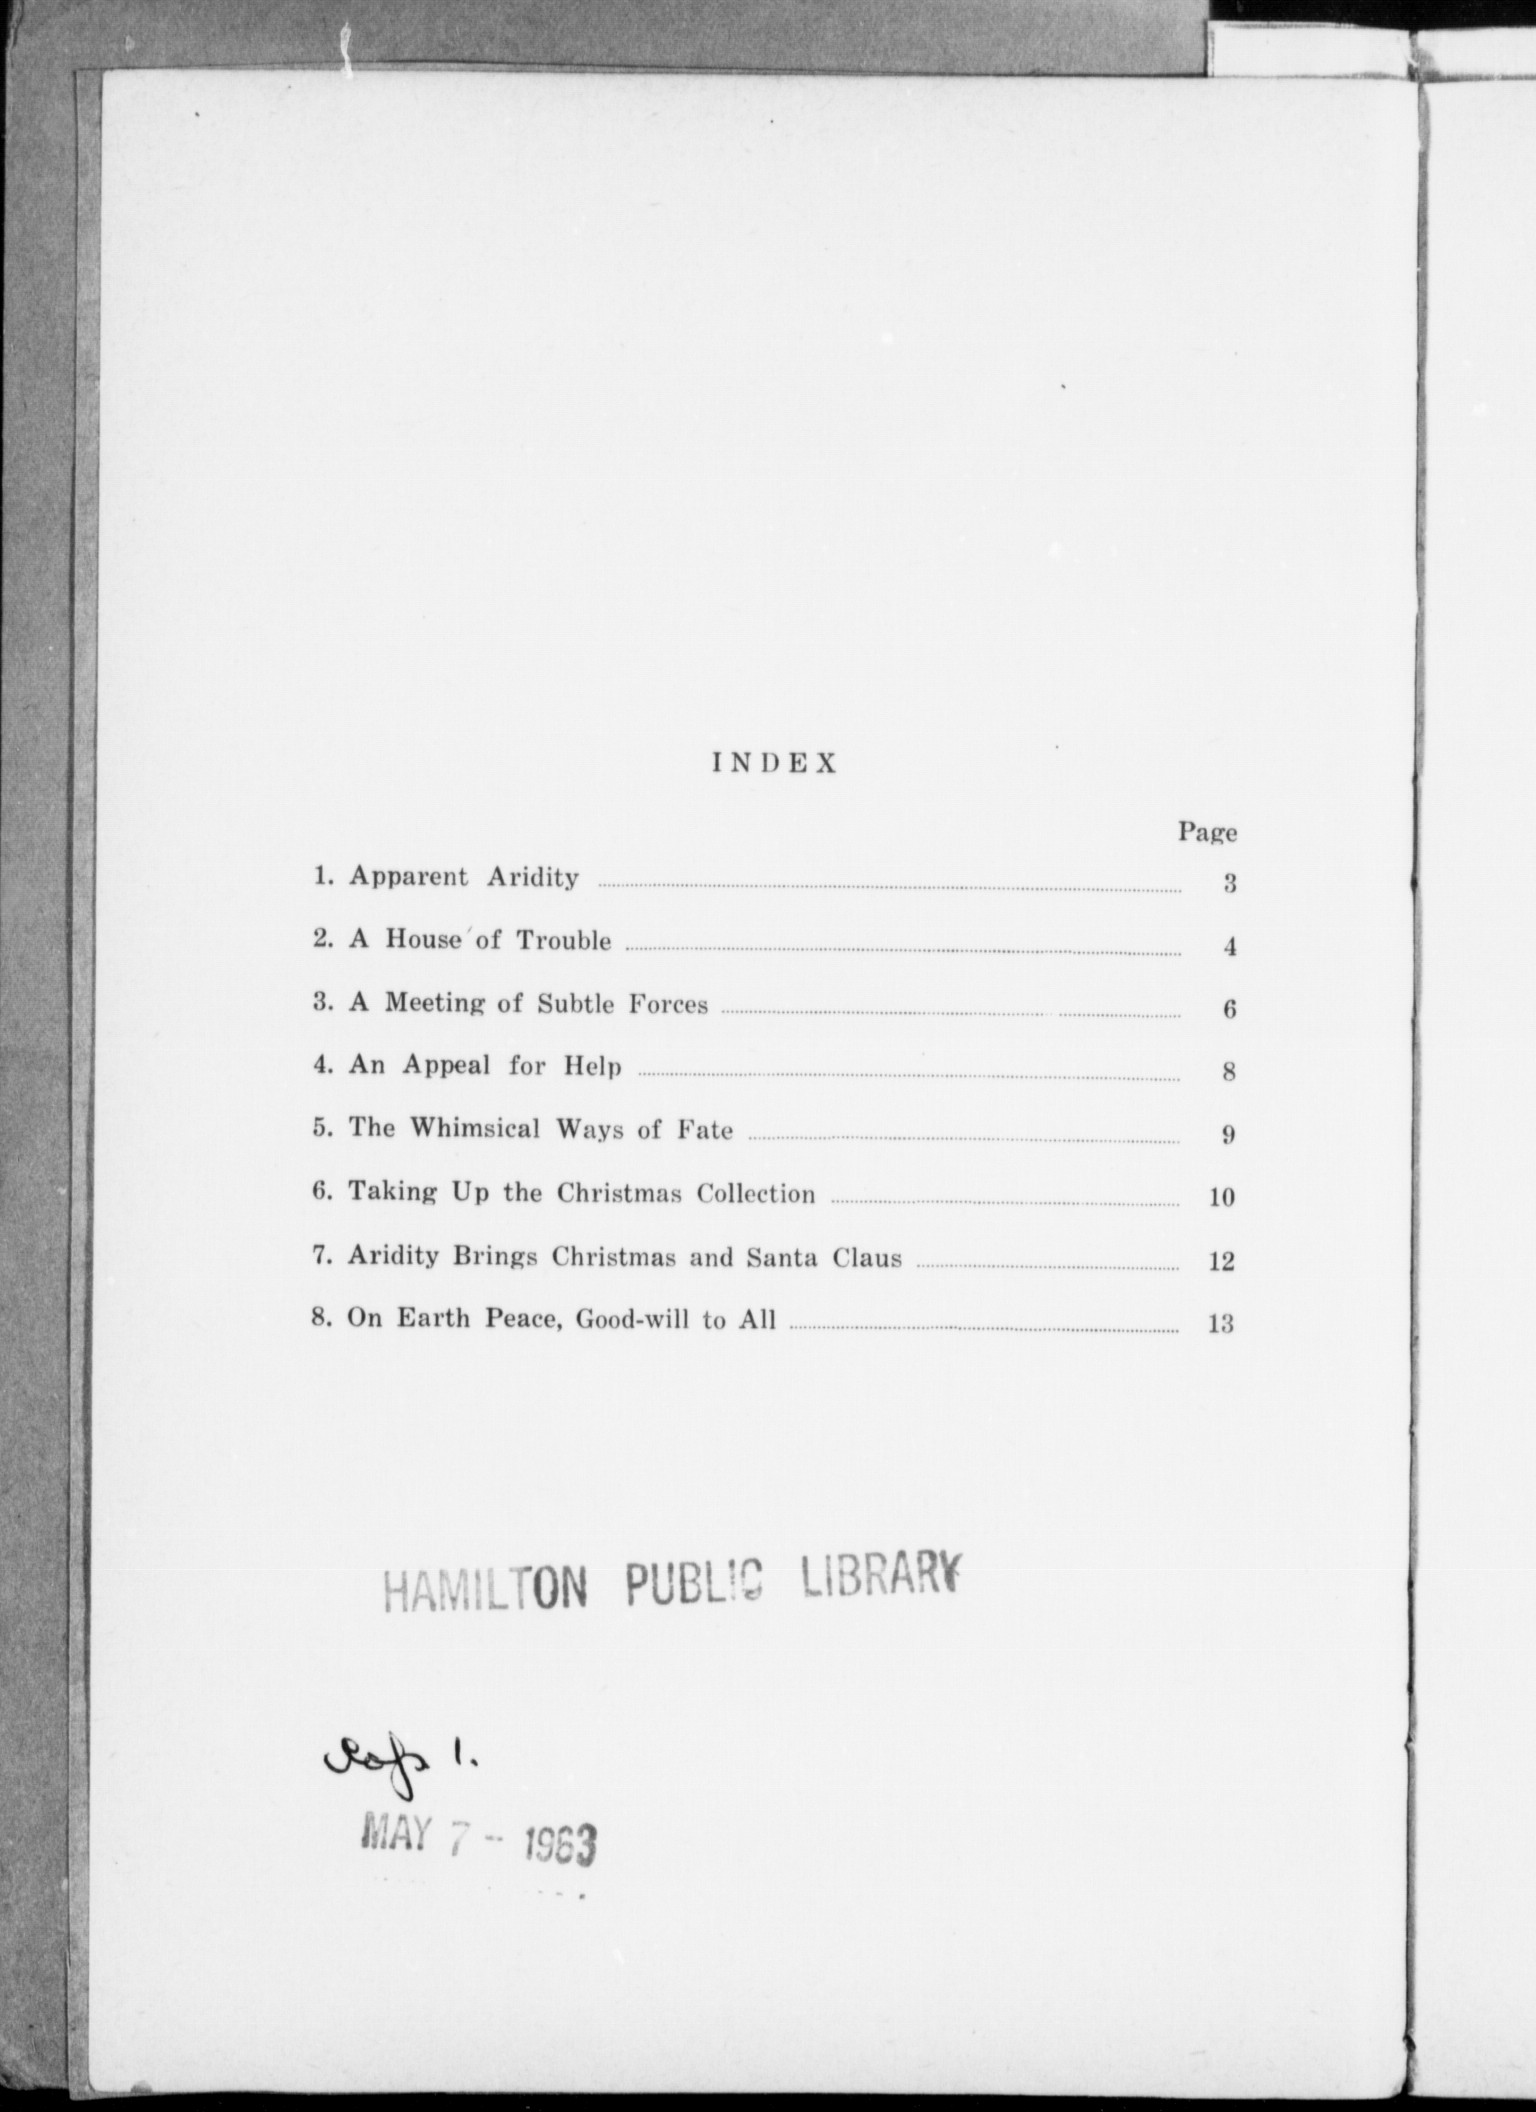 INDEX
Page
1. Apparent Aridity 3
2. A House of Trouble 4
3. A Meeting of Subtle Forces 6
4. An Appeal for Help 8
5. The Whimsical Ways of Fate 9
6. Taking Up the Christmas Collection 10
7. Aridity Brings Christmas and Santa Claus 12
8. On Earth Peace, Good-will to All 13
HAMILTON PUBLIC LIBRARY
Cop 1.
MAY 7 - 1963